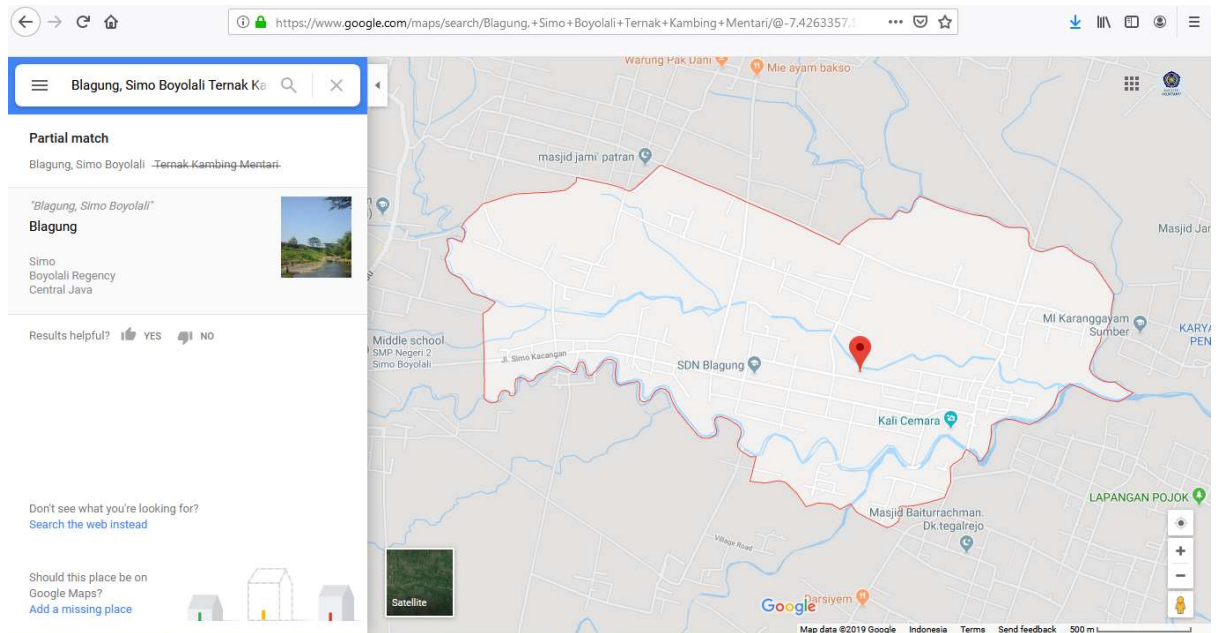 https://www.google.com/maps/search/Blagung,+Simo+Boyolali+Ternak+Kambing+Mentari/@-7.4263357,
Blagung, Simo Boyolali Ternak Ka
Partial match
Blagung, Simo Boyolali Ternak Kambing Mentari
"Blagung, Simo Boyolali"
Blagung
Simo
Boyolali Regency
Central Java
Results helpful? YES NO
Don't see what you're looking for?
Search the web instead
Should this place be on
Google Maps?
Add a missing place
Warung Pak Dani
Mie ayam bakso
masjid jami' patran
Masjid Jar
MI Karanggayam
Sumber
KARYA
PEN
Middle school
SMP Negeri 2
Simo Boyolali
Jl. Simo Kacangan
SDN Blagung
Kali Cemara
LAPANGAN POJOK
Masjid Baiturrachman.
Dk.tegalrejo
Village Road
Satellite
Google
Darsiyem
Map data ©2019 Google Indonesia Terms Send feedback 500 m